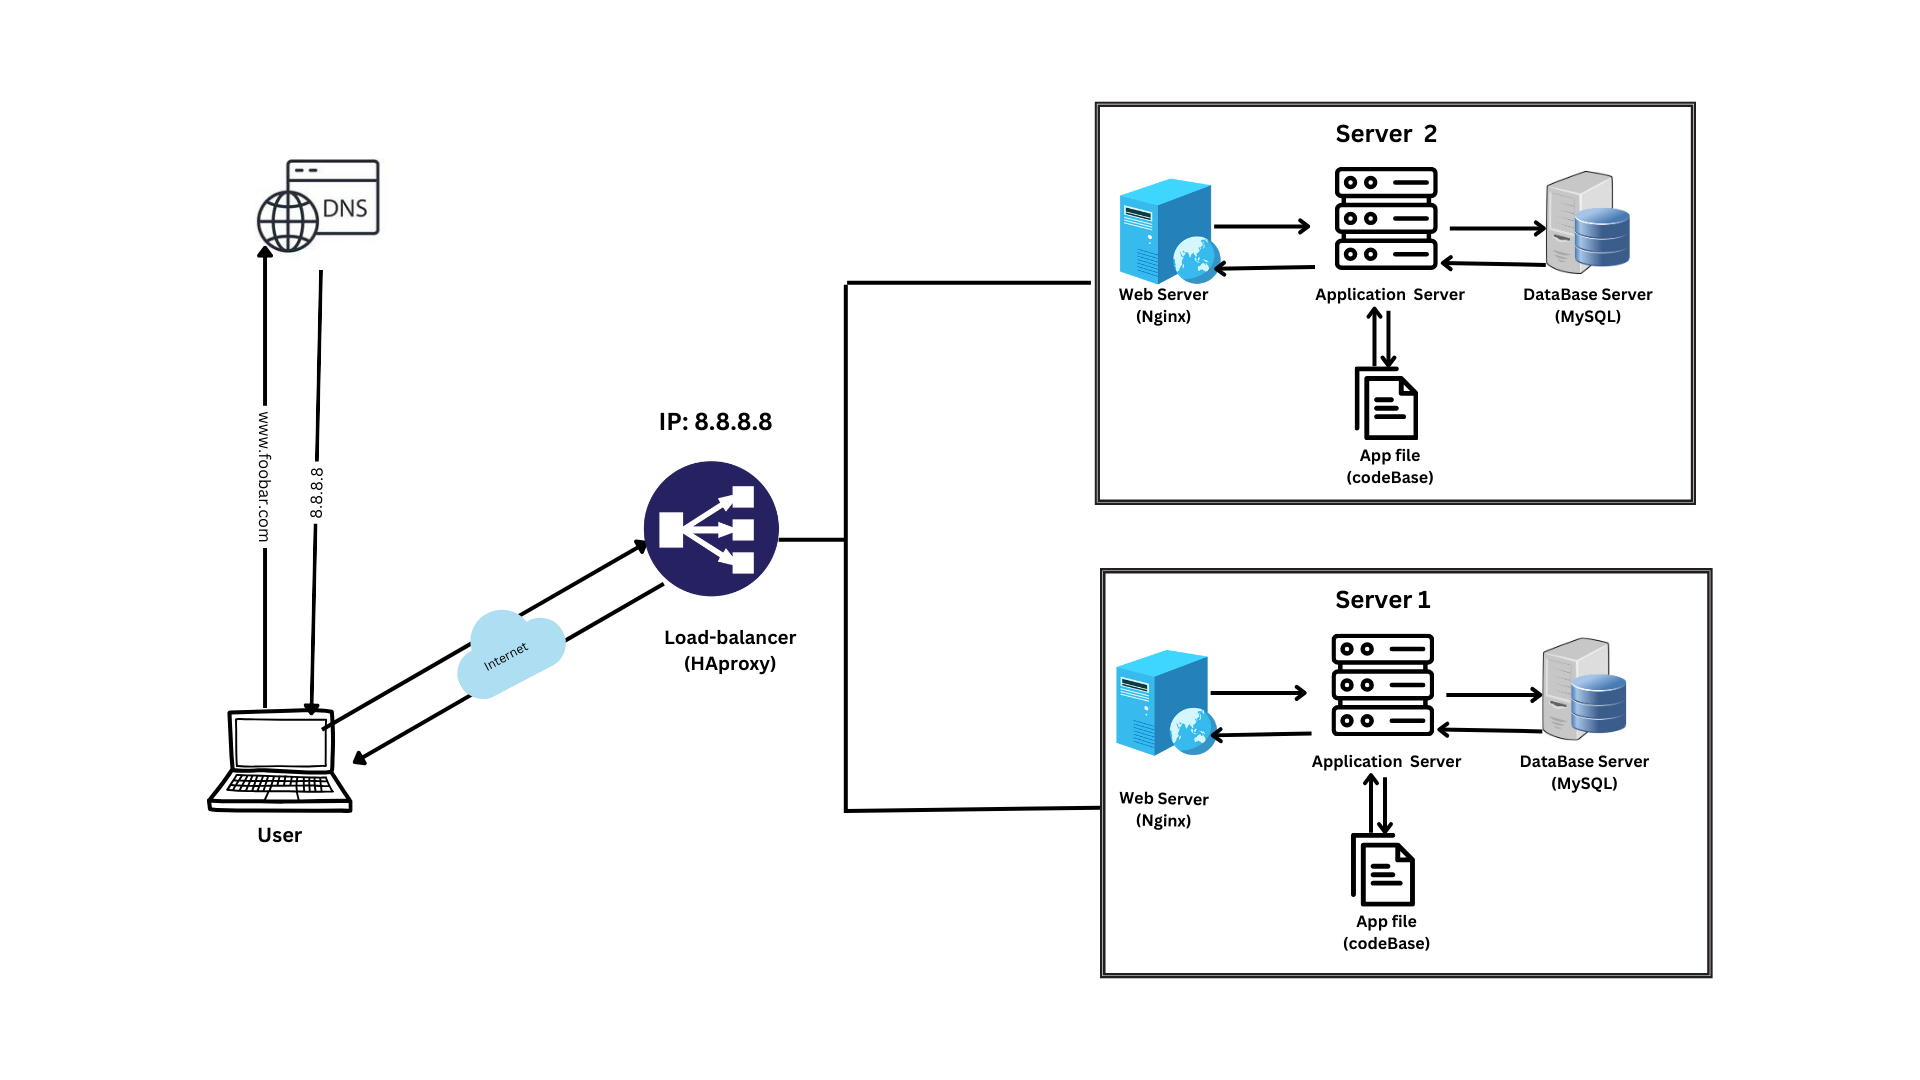 DNS
www.foobar.com
8.8.8.8
User
Internet
IP: 8.8.8.8
Load-balancer
(HAproxy)
Server 2
Web Server
(Nginx)
Application Server
DataBase Server
(MySQL)
App file
(codeBase)
Server 1
Web Server
(Nginx)
Application Server
DataBase Server
(MySQL)
App file
(codeBase)